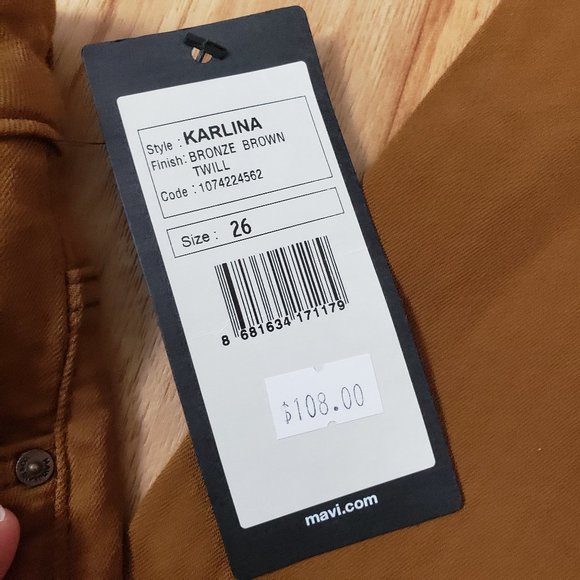 Style : KARLINA
Finish: BRONZE BROWN
TWILL
Code : 1074224562
Size : 26
8 681634 171179
$108.00
mavi.com